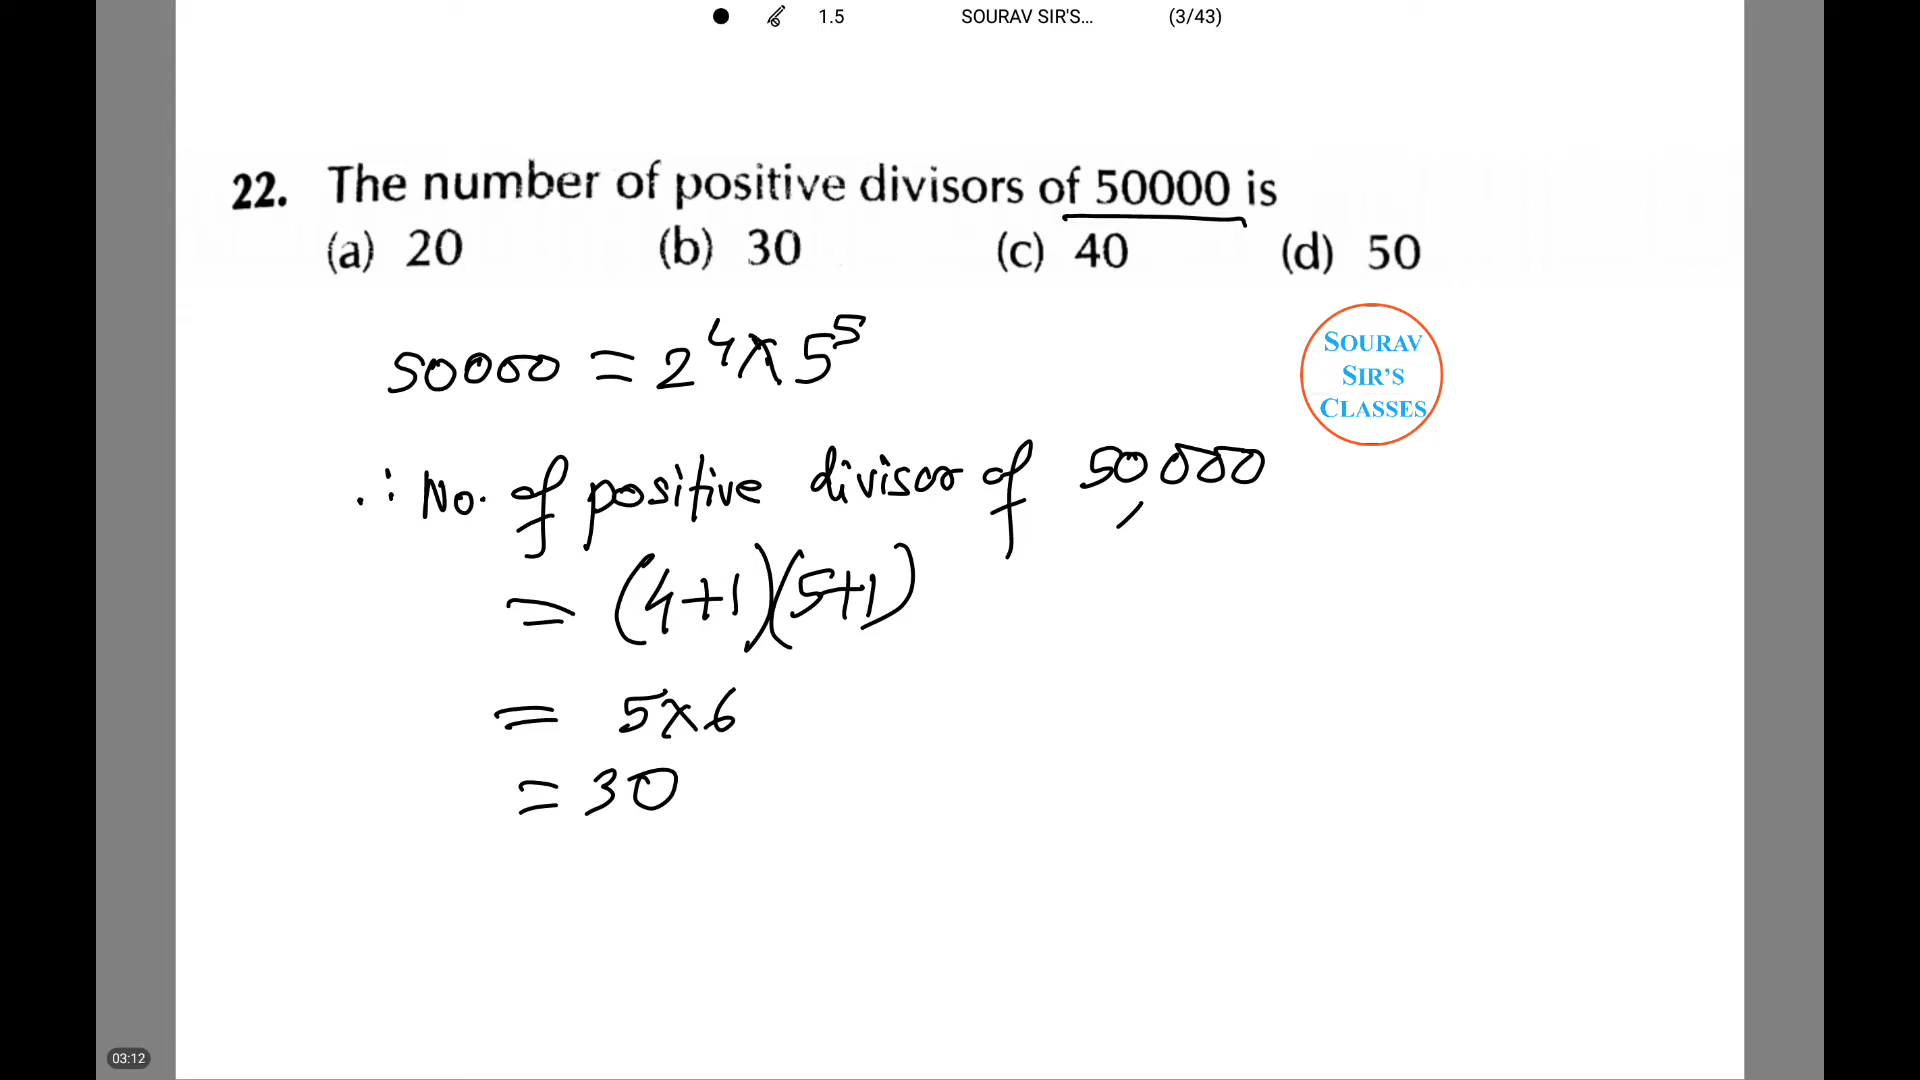 1.5 SOURAV SIR'S... (3/43)
22. The number of positive divisors of 50000 is
(a) 20 (b) 30 (c) 40 (d) 50
SOURAV
SIR'S
CLASSES
50000 = 2⁴ × 5⁵
∴ No. of positive divisor of 50,000
= (4+1)(5+1)
= 5×6
= 30
03:12